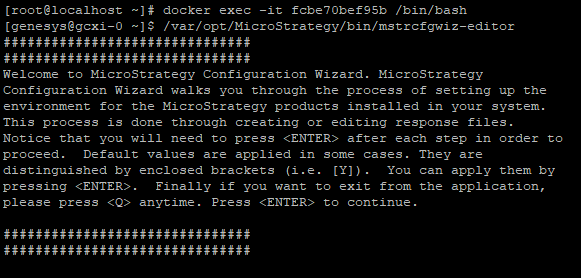 [root@localhost ~]# docker exec -it fcbe70bef95b /bin/bash
[genesys@gcxi-0 ~]$ /var/opt/MicroStrategy/bin/mstrcfgwiz-editor
###############################
###############################
Welcome to MicroStrategy Configuration Wizard. MicroStrategy
Configuration Wizard walks you through the process of setting up the
environment for the MicroStrategy products installed in your system.
This process is done through creating or editing response files.
Notice that you will need to press <ENTER> after each step in order to
proceed.  Default values are applied in some cases. They are
distinguished by enclosed brackets (i.e. [Y]).  You can apply them by
pressing <ENTER>.  Finally if you want to exit from the application,
please press <Q> anytime. Press <ENTER> to continue.
###############################
###############################